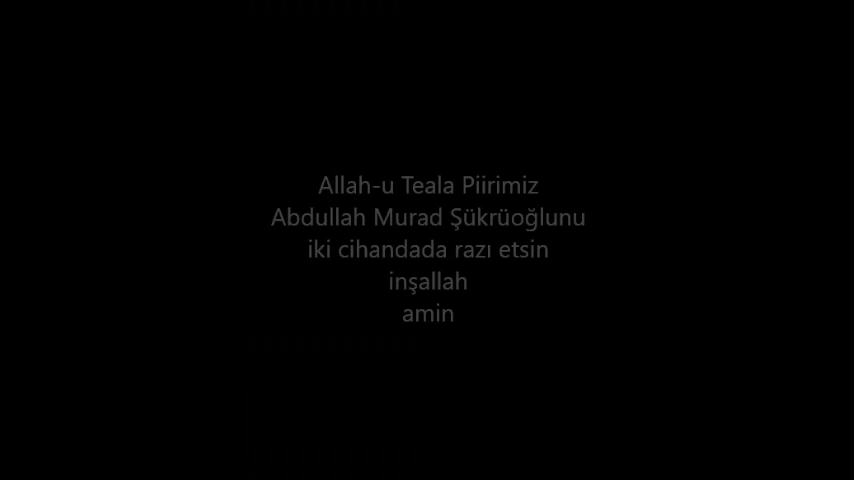 Allah-u Teala Piirimiz
Abdullah Murad Şükrüoğlunu
iki cihandada razı etsin
inşallah
amin